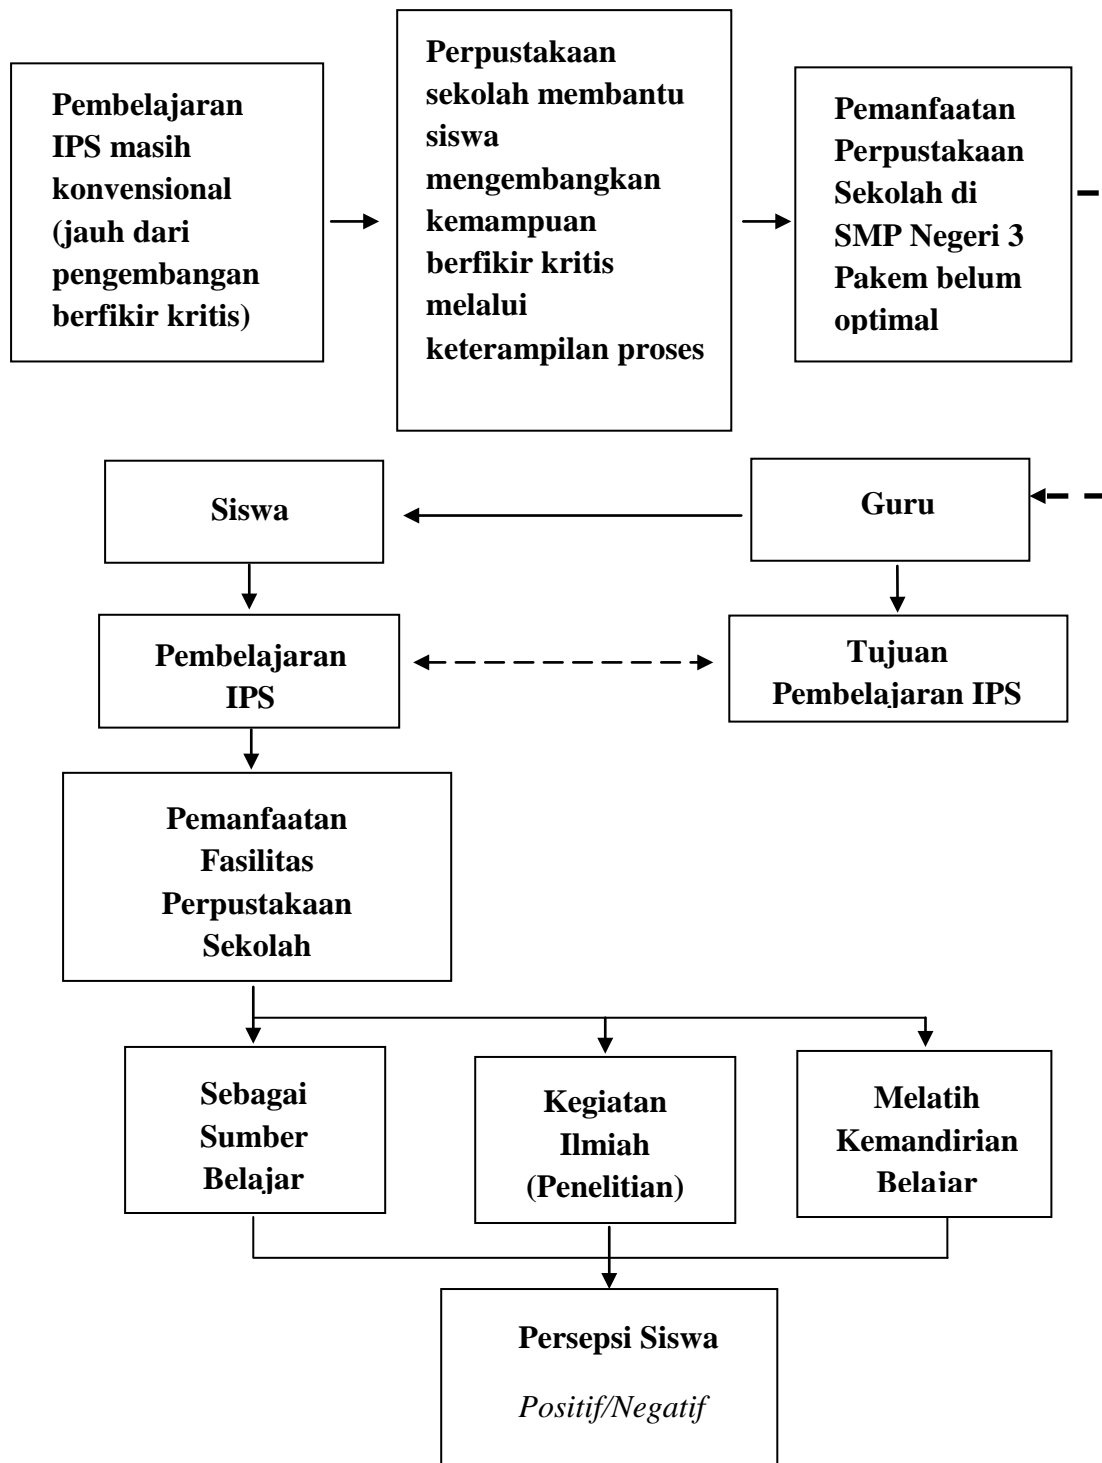 Pembelajaran
IPS masih
konvensional
(jauh dari
pengembangan
berfikir kritis)
Perpustakaan
sekolah membantu
siswa
mengembangkan
kemampuan
berfikir kritis
melalui
keterampilan proses
Pemanfaatan
Perpustakaan
Sekolah di
SMP Negeri 3
Pakem belum
optimal
Siswa
Guru
Pembelajaran
IPS
Tujuan
Pembelajaran IPS
Pemanfaatan
Fasilitas
Perpustakaan
Sekolah
Sebagai
Sumber
Belajar
Kegiatan
Ilmiah
(Penelitian)
Melatih
Kemandirian
Belajar
Persepsi Siswa
Positif/Negatif